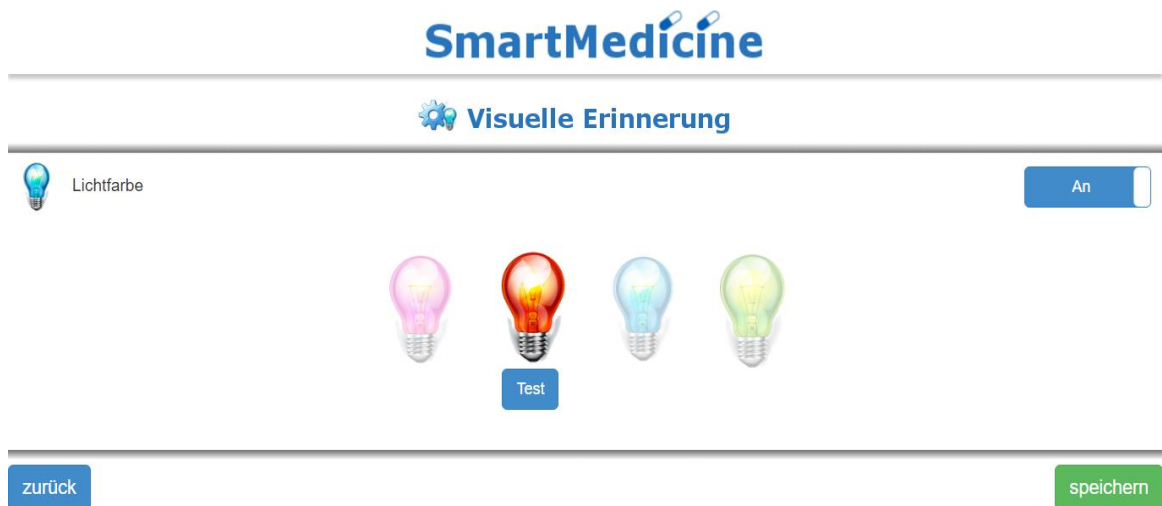 SmartMedicine
Visuelle Erinnerung
Lichtfarbe
An
Test
zurück
speichern